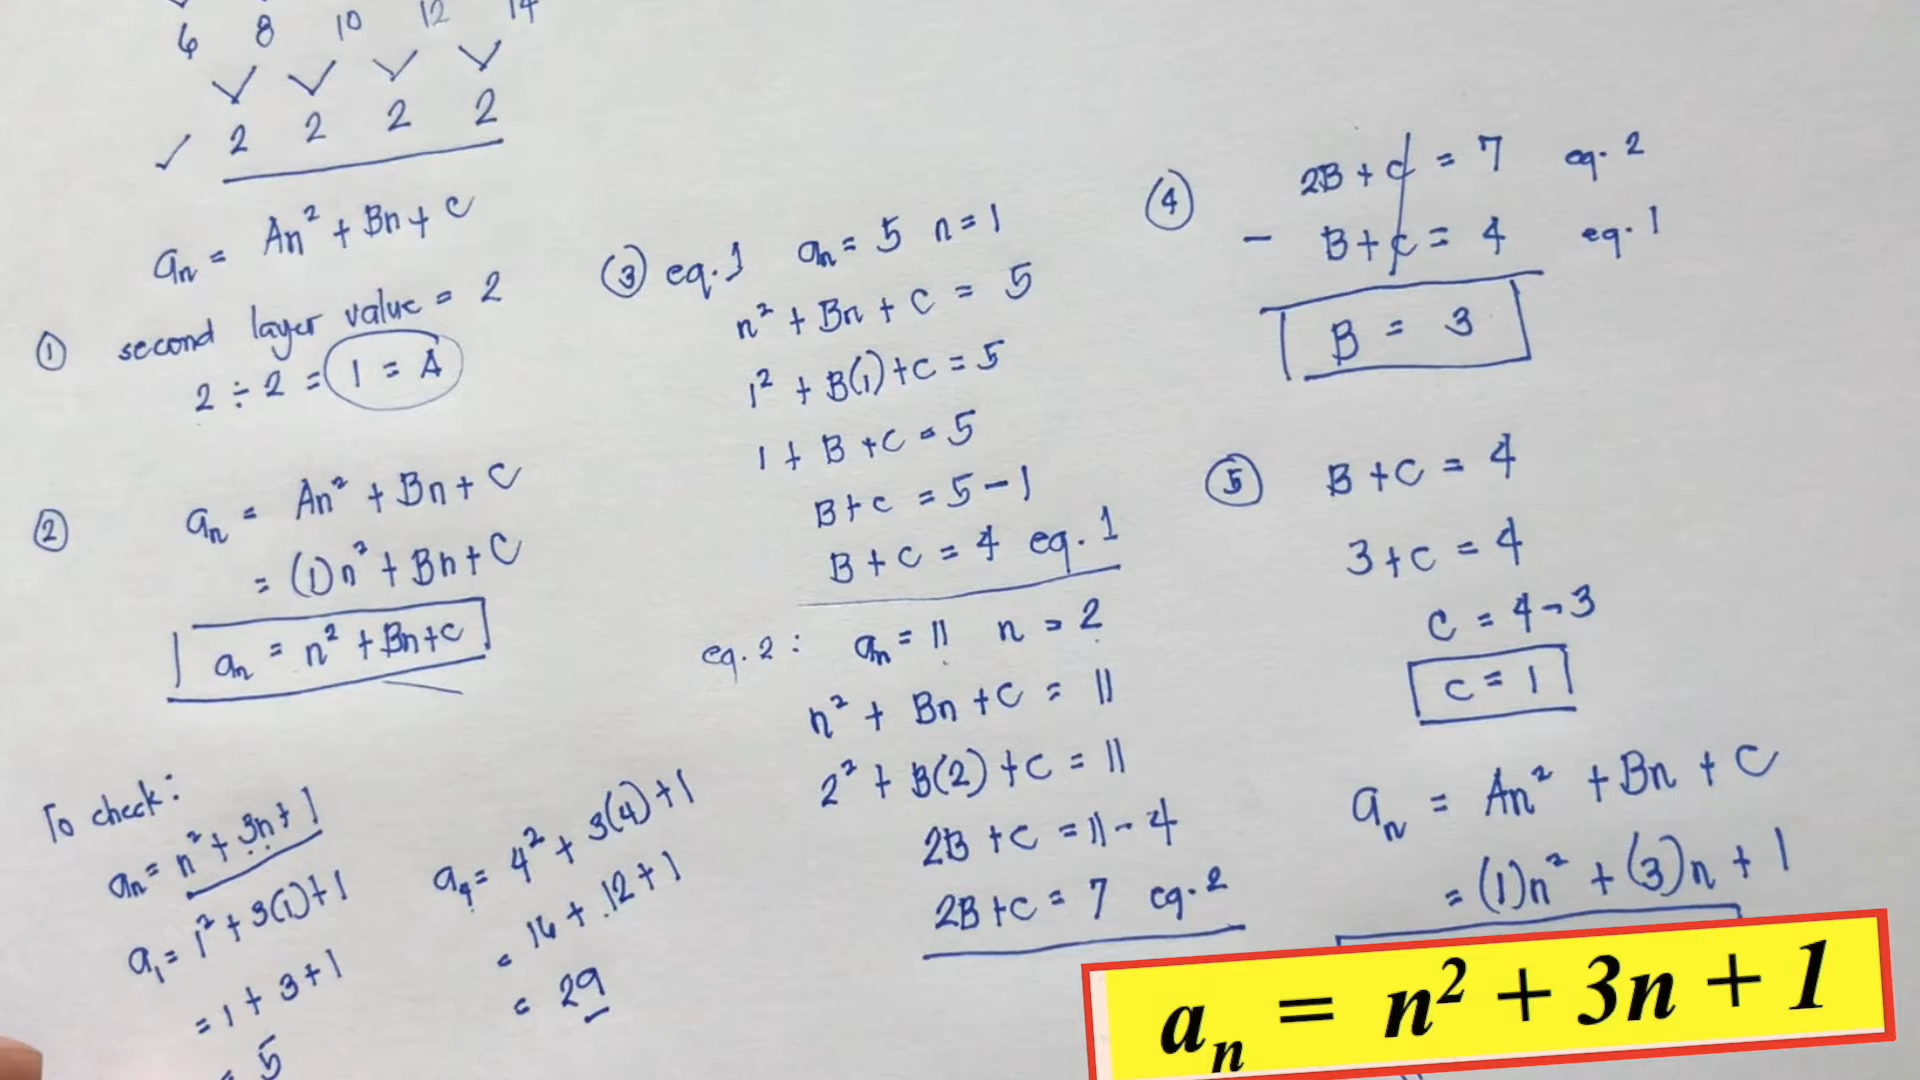 6 8 10 12 14
2 2 2 2
an = An² + Bn + C
① second layer value = 2
2 ÷ 2 = 1 = A
② an = An² + Bn + C
= (1)n² + Bn + C
an = n² + Bn + C
To check:
an = n² + 3n + 1
a₁ = 1² + 3(1) + 1
= 1 + 3 + 1
= 5
a₄ = 4² + 3(4) + 1
= 16 + 12 + 1
= 29
③ eq. 1 an = 5 n = 1
n² + Bn + C = 5
1² + B(1) + C = 5
1 + B + C = 5
B + C = 5 - 1
B + C = 4 eq. 1
eq. 2: an = 11 n = 2
n² + Bn + C = 11
2² + B(2) + C = 11
2B + C = 11 - 4
2B + C = 7 eq. 2
④ 2B + C = 7 eq. 2
- B + C = 4 eq. 1
B = 3
⑤ B + C = 4
3 + C = 4
C = 4 - 3
C = 1
an = An² + Bn + C
= (1)n² + (3)n + 1
an = n² + 3n + 1